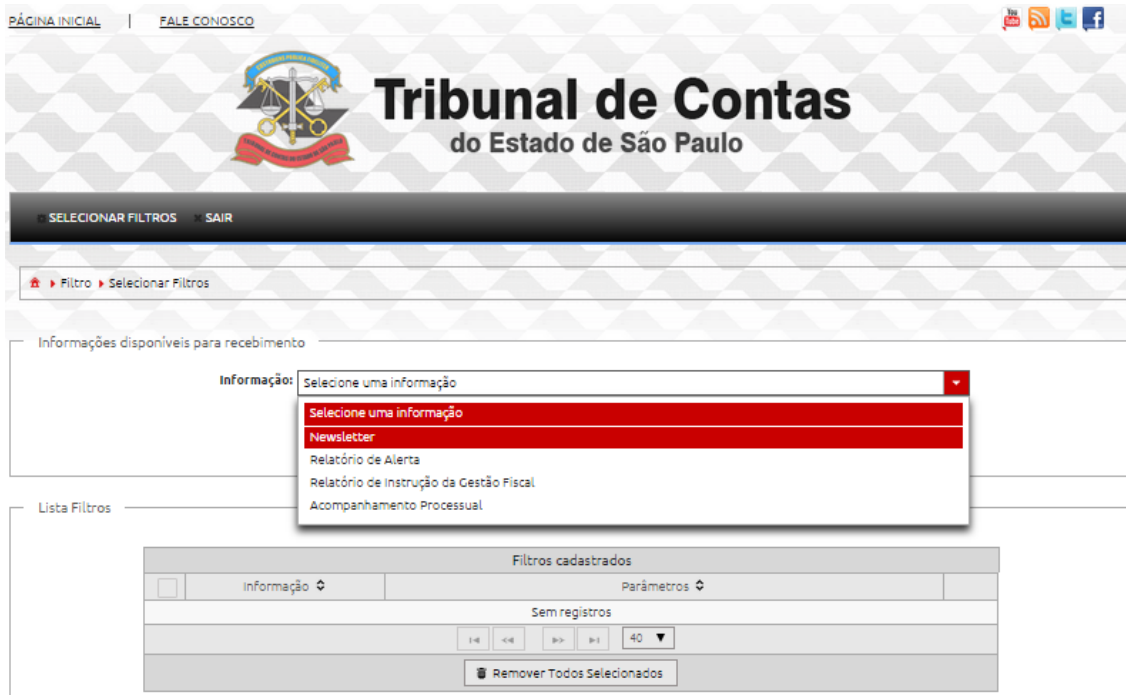 PÁGINA INICIAL | FALE CONOSCO
You Tube
Tribunal de Contas
do Estado de São Paulo
SELECIONAR FILTROS SAIR
Filtro Selecionar Filtros
Informações disponíveis para recebimento
Informação: Selecione uma informação
Selecione uma informação
Newsletter
Relatório de Alerta
Relatório de Instrução da Gestão Fiscal
Acompanhamento Processual
Lista Filtros
Filtros cadastrados
Informação Parâmetros
Sem registros
40
Remover Todos Selecionados